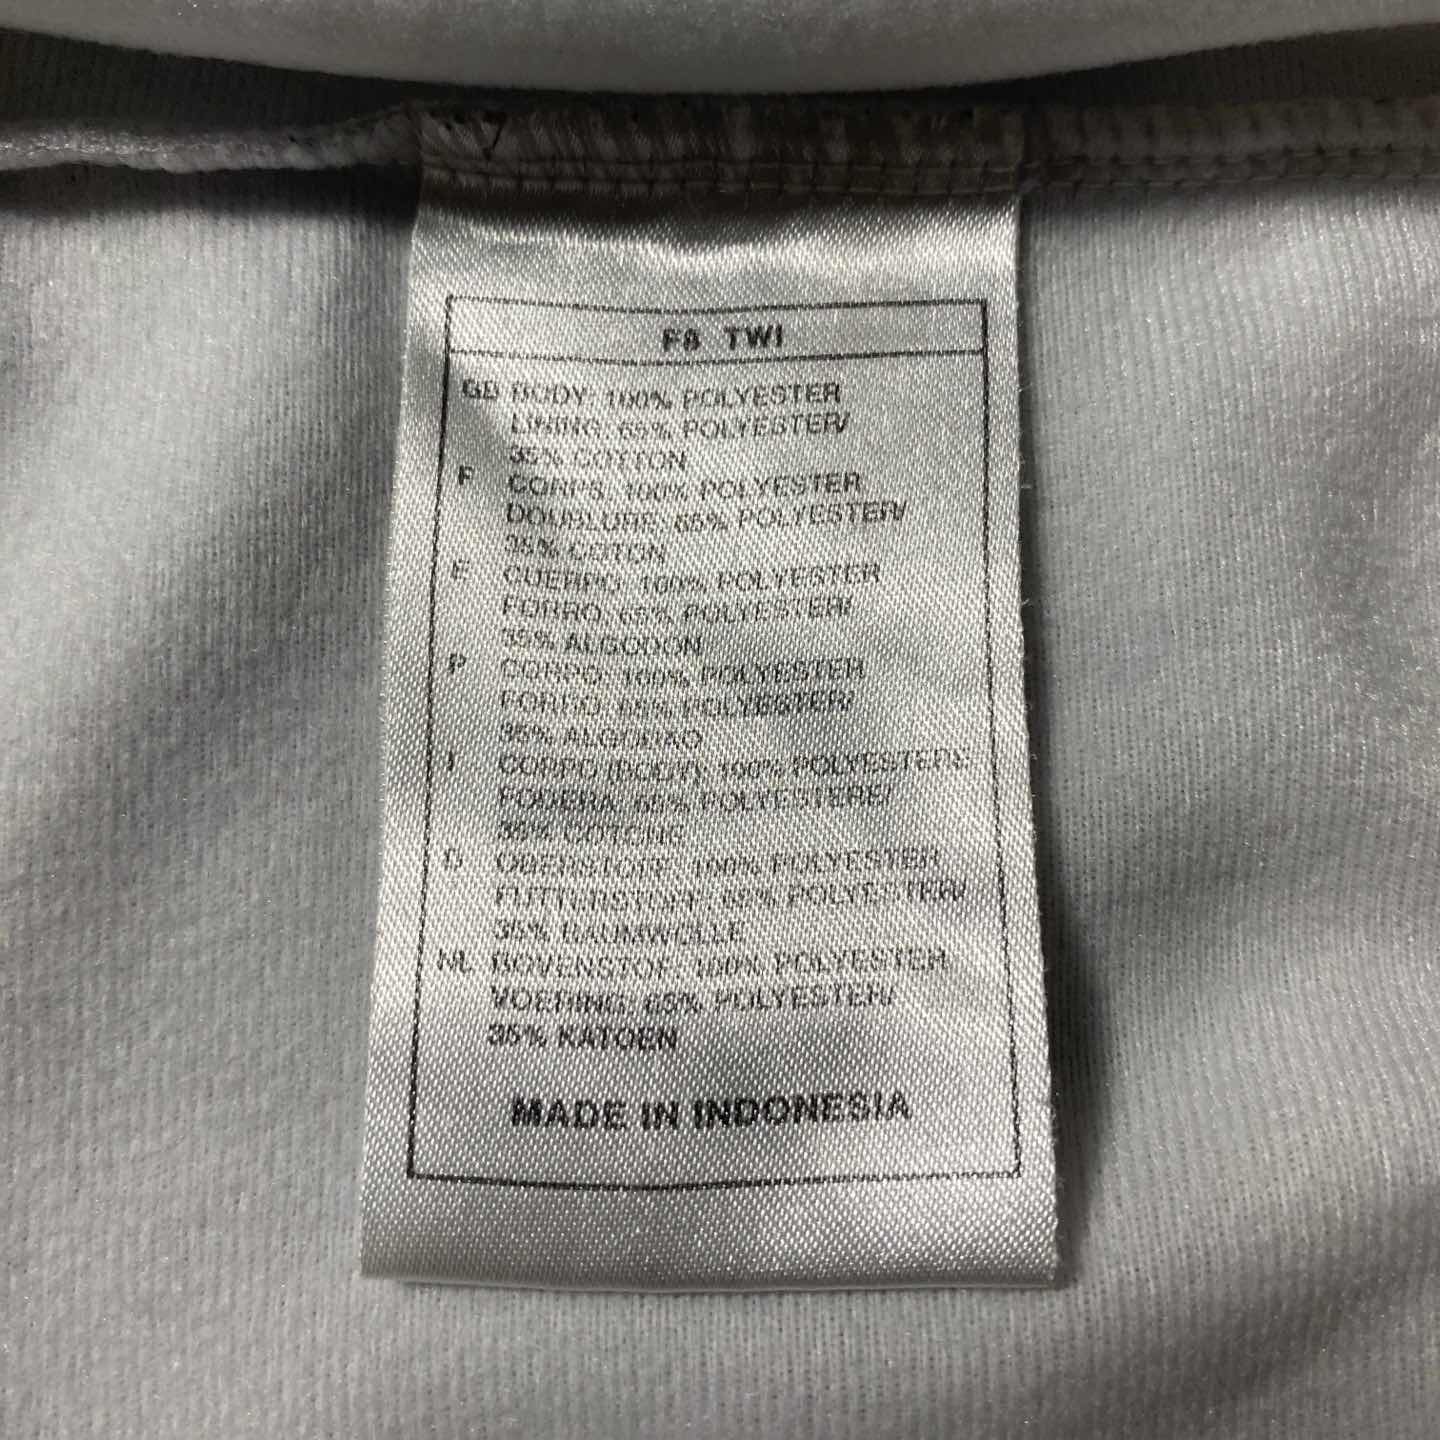 F8 TWI
GB BODY: 100% POLYESTER
LINING: 65% POLYESTER/
35% COTTON
F CORPS: 100% POLYESTER
DOUBLURE: 65% POLYESTER/
35% COTON
E CUERPO: 100% POLYESTER
FORRO: 65% POLYESTER/
35% ALGODON
P CORPO: 100% POLYESTER
FORRO: 65% POLYESTER/
35% ALGODAO
I CORPO (BODY): 100% POLYESTERE
FODERA: 65% POLYESTERE/
35% COTONE
D OBERSTOFF: 100% POLYESTER
FUTTERSTOFF: 65% POLYESTER/
35% BAUMWOLLE
NL BOVENSTOF: 100% POLYESTER
VOERING: 65% POLYESTER/
35% KATOEN
MADE IN INDONESIA